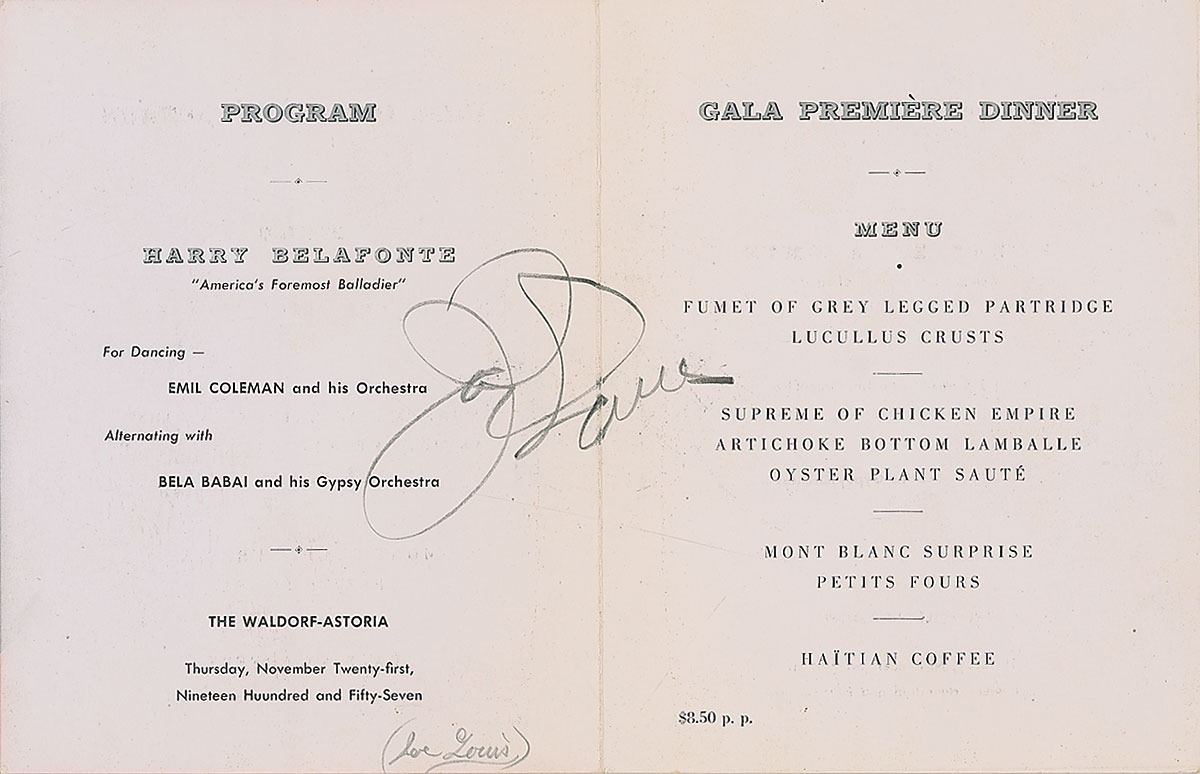 PROGRAM
HARRY BELAFONTE
"America's Foremost Balladier"
For Dancing —
EMIL COLEMAN and his Orchestra
Alternating with
BELA BABAI and his Gypsy Orchestra
THE WALDORF-ASTORIA
Thursday, November Twenty-first,
Nineteen Huundred and Fifty-Seven
(Joe Louis)
Joe Louis
GALA PREMIÈRE DINNER
MENU
FUMET OF GREY LEGGED PARTRIDGE
LUCULLUS CRUSTS
SUPREME OF CHICKEN EMPIRE
ARTICHOKE BOTTOM LAMBALLE
OYSTER PLANT SAUTÉ
MONT BLANC SURPRISE
PETITS FOURS
HAÏTIAN COFFEE
$8.50 p. p.